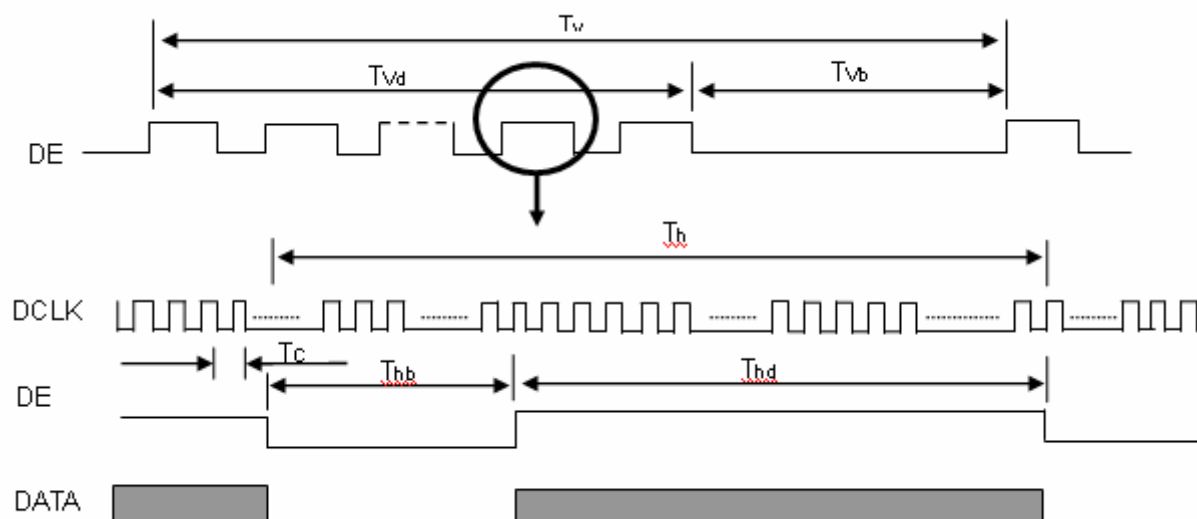 Tv
Tvd
Tvb
DE
Th
DCLK
Tc
Thb
Thd
DE
DATA